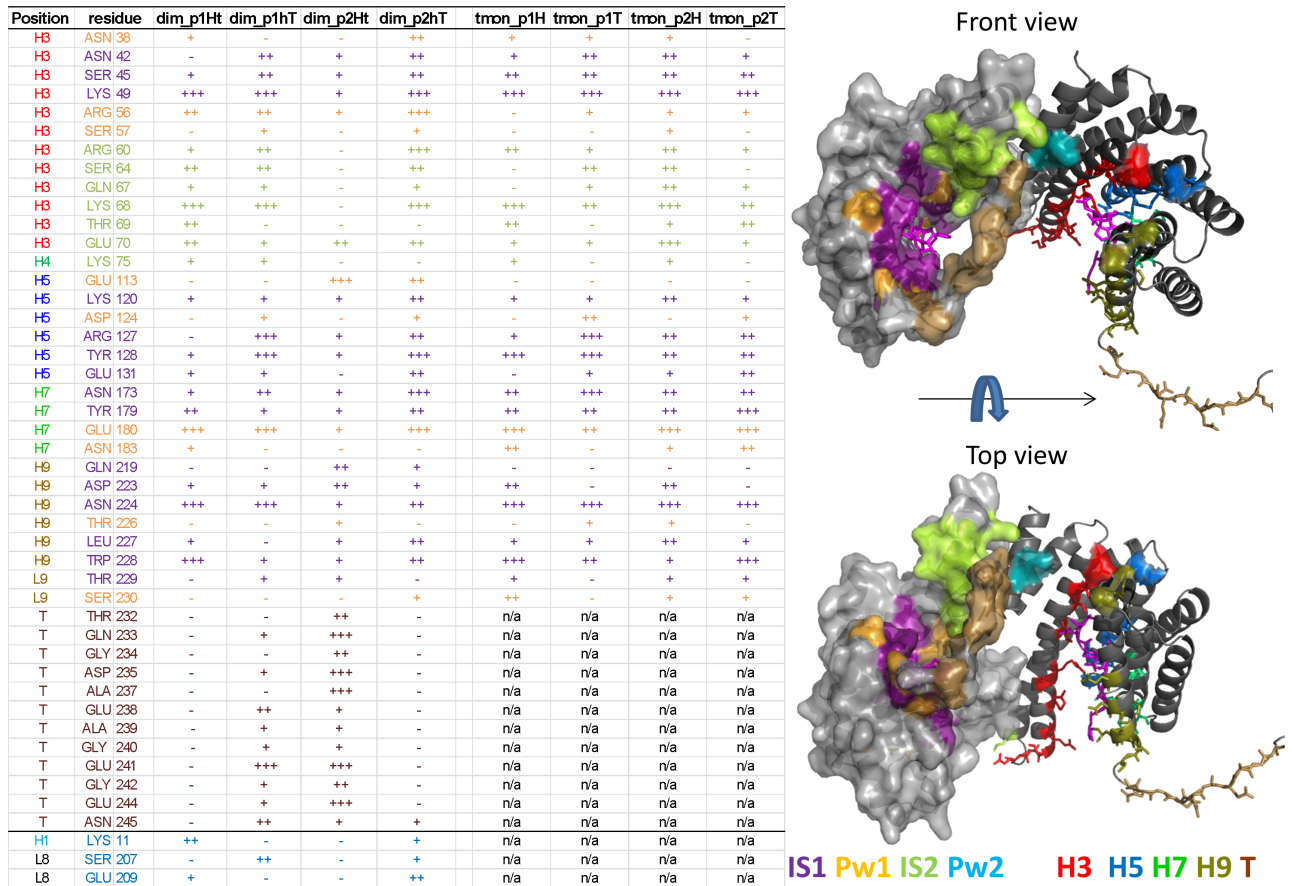 Position residue dim_p1Ht dim_p1hT dim_p2Ht dim_p2hT tmon_p1H tmon_p1T tmon_p2H tmon_p2T
H3 ASN 38 + - - ++ + + + -
H3 ASN 42 - ++ + ++ + ++ ++ +
H3 SER 45 + ++ + ++ ++ ++ ++ ++
H3 LYS 49 +++ +++ + +++ +++ +++ +++ +++
H3 ARG 56 ++ ++ + +++ - + + +
H3 SER 57 - + - + - - + -
H3 ARG 60 + ++ - +++ ++ + ++ +
H3 SER 64 ++ ++ - ++ - ++ ++ -
H3 GLN 67 + + - + - + ++ -
H3 LYS 68 +++ +++ - +++ +++ ++ +++ ++
H3 THR 69 ++ - - - ++ - + ++
H3 GLU 70 ++ + ++ ++ + + +++ +
H4 LYS 75 + + - - + - + -
H5 GLU 113 - - +++ ++ - - - -
H5 LYS 120 + + + ++ + + ++ +
H5 ASP 124 - + - + - ++ - +
H5 ARG 127 - +++ + ++ + +++ ++ ++
H5 TYR 128 + +++ + +++ +++ ++ ++ ++
H5 GLU 131 + + - ++ - + + ++
H7 ASN 173 + ++ + +++ ++ +++ ++ ++
H7 TYR 179 ++ + + ++ ++ ++ ++ +++
H7 GLU 180 +++ +++ + +++ +++ ++ +++ +++
H7 ASN 183 + - - - ++ - + ++
H9 GLN 219 - - ++ + - - - -
H9 ASP 223 + + ++ + ++ - ++ -
H9 ASN 224 +++ +++ + ++ +++ +++ +++ +++
H9 THR 226 - - + - - + + -
H9 LEU 227 + - + ++ + + ++ +
H9 TRP 228 +++ + + ++ +++ ++ + +++
L9 THR 229 - + + + + - + +
L9 SER 230 - - - + ++ - + +
T THR 232 - - ++ - n/a n/a n/a n/a
T GLN 233 - + +++ - n/a n/a n/a n/a
T GLY 234 - - ++ - n/a n/a n/a n/a
T ASP 235 - + +++ - n/a n/a n/a n/a
T ALA 237 - - +++ - n/a n/a n/a n/a
T GLU 238 - ++ + - n/a n/a n/a n/a
T ALA 239 - + + - n/a n/a n/a n/a
T GLY 240 - + + - n/a n/a n/a n/a
T GLU 241 - +++ +++ - n/a n/a n/a n/a
T GLY 242 - + ++ - n/a n/a n/a n/a
T GLU 244 - + +++ - n/a n/a n/a n/a
T ASN 245 - ++ + + n/a n/a n/a n/a
H1 LYS 11 ++ - - + n/a n/a n/a n/a
L8 SER 207 - ++ - + n/a n/a n/a n/a
L8 GLU 209 + - - ++ n/a n/a n/a n/a
Front view
Top view
IS1 Pw1 IS2 Pw2 H3 H5 H7 H9 T